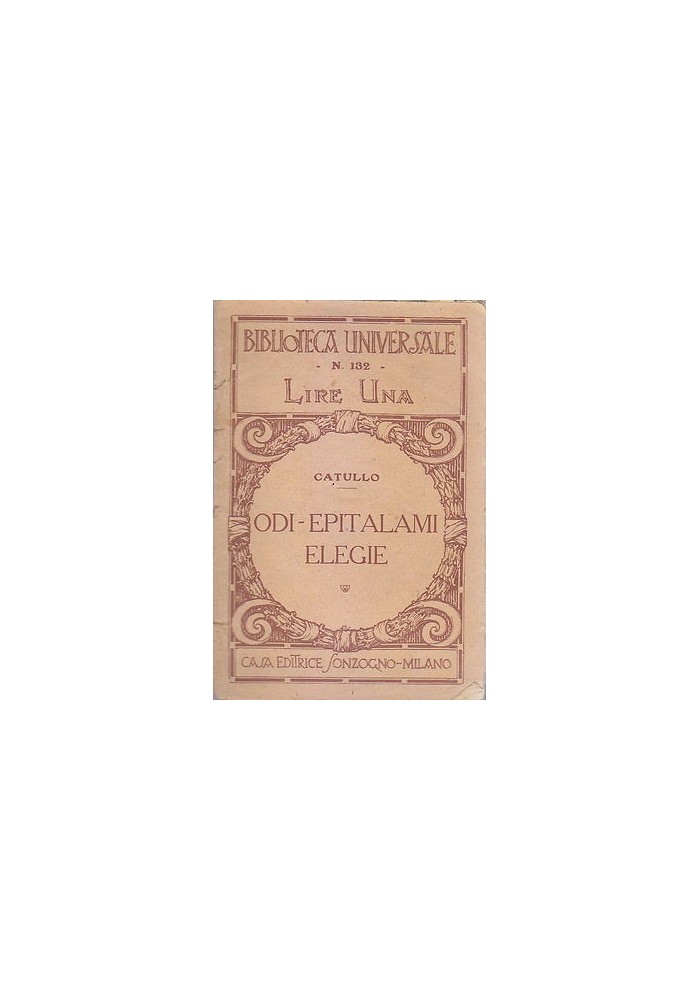 BIBLIOTECA UNIVERSALE
- N. 132 -
LIRE UNA
CATULLO
ODI-EPITALAMI
ELEGIE
CASA EDITRICE SONZOGNO-MILANO